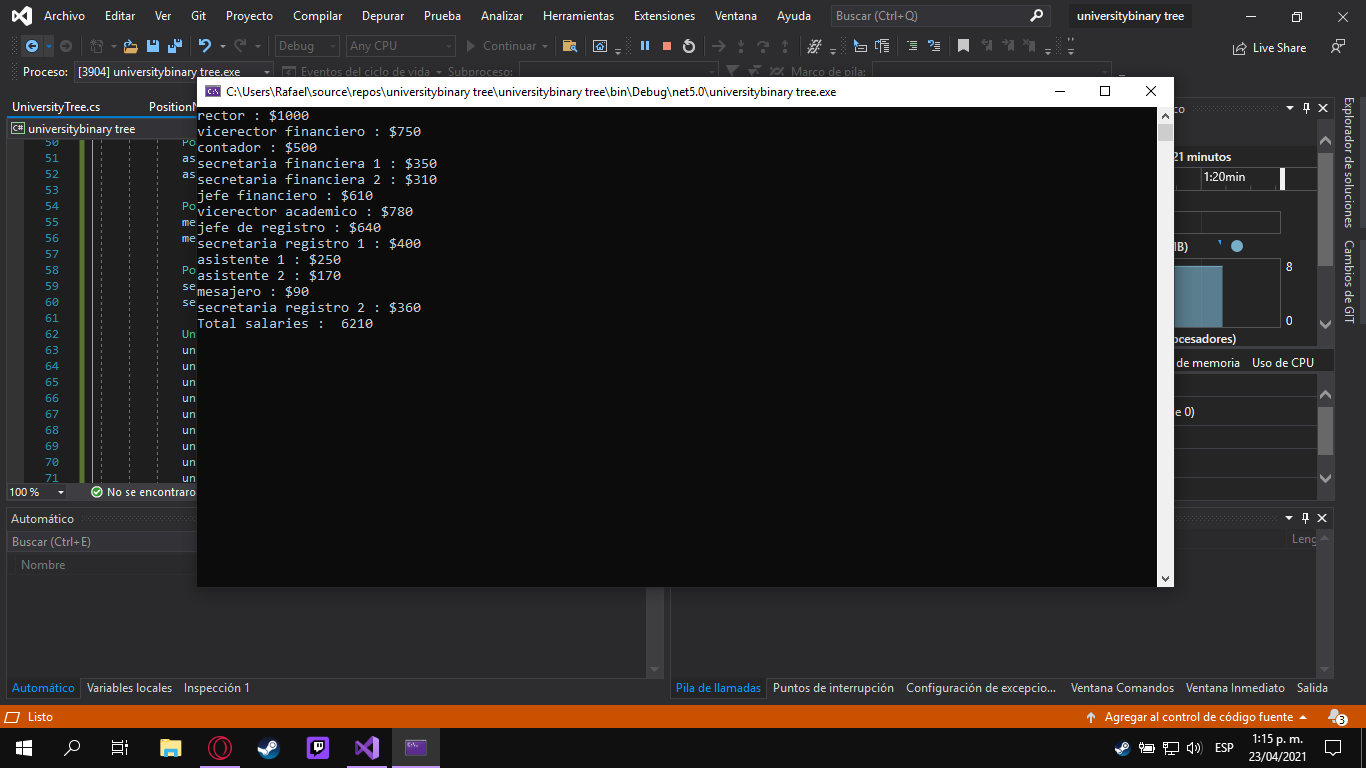 Archivo Editar Ver Git Proyecto Compilar Depurar Prueba Analizar Herramientas Extensiones Ventana Ayuda Buscar (Ctrl+Q) universitybinary tree
Debug Any CPU Continuar Live Share
Proceso: [3904] universitybinary tree.exe Eventos del ciclo de vida Subproceso: Marco de pila:
C:\Users\Rafael\source\repos\universitybinary tree\universitybinary tree\bin\Debug\net5.0\universitybinary tree.exe
UniversityTree.cs PositionN
universitybinary tree
rector : $1000
vicerector financiero : $750
contador : $500
secretaria financiera 1 : $350
secretaria financiera 2 : $310
jefe financiero : $610
vicerector academico : $780
jefe de registro : $640
secretaria registro 1 : $400
asistente 1 : $250
asistente 2 : $170
mesajero : $90
secretaria registro 2 : $360
Total salaries :  6210
50 Po
51 as
52 as
53
54 Po
55 me
56 me
57
58 Po
59 se
60 se
61
62 Un
63 un
64 un
65 un
66 un
67 un
68 un
69 un
70 un
71 un
100 % No se encontraro
co
21 minutos
1:20min
IB)
8
0
ocesadores)
de memoria Uso de CPU
e 0)
Explorador de soluciones
Cambios de GIT
Automático
Buscar (Ctrl+E)
Nombre
Leng
Automático Variables locales Inspección 1
Pila de llamadas Puntos de interrupción Configuración de excepcio... Ventana Comandos Ventana Inmediato Salida
Listo Agregar al control de código fuente 3
ESP 1:15 p. m.
23/04/2021